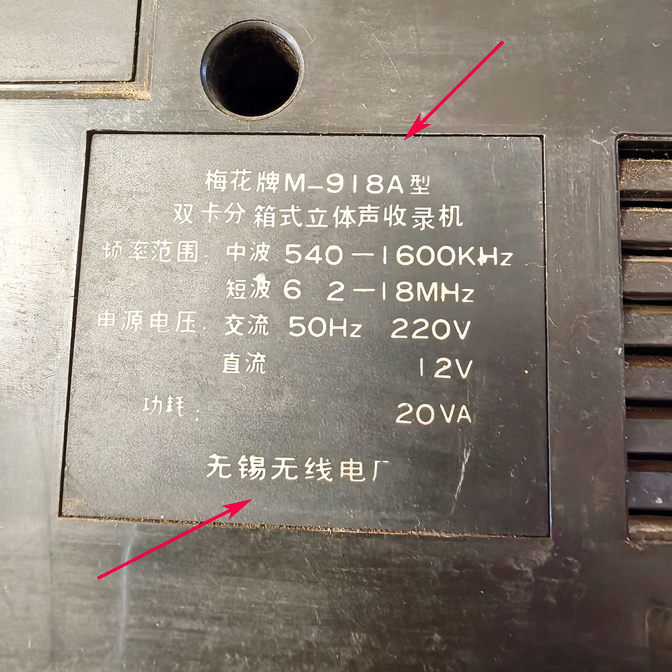 梅花牌M-918A型
双卡分箱式立体声收录机
频率范围:中波 540-1600KHz
短波 6.2-18MHz
电源电压:交流 50Hz 220V
直流 12V
功耗: 20VA
无锡无线电厂